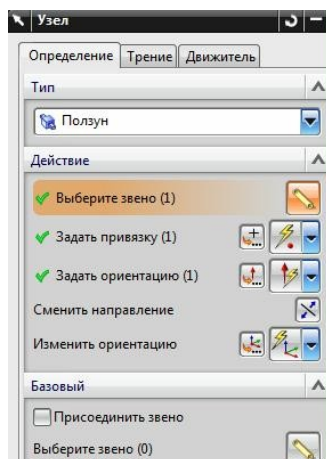 Узел
Определение Трение Движитель
Тип
Ползун
Действие
Выберите звено (1)
Задать привязку (1)
Задать ориентацию (1)
Сменить направление
Изменить ориентацию
Базовый
Присоединить звено
Выберите звено (0)